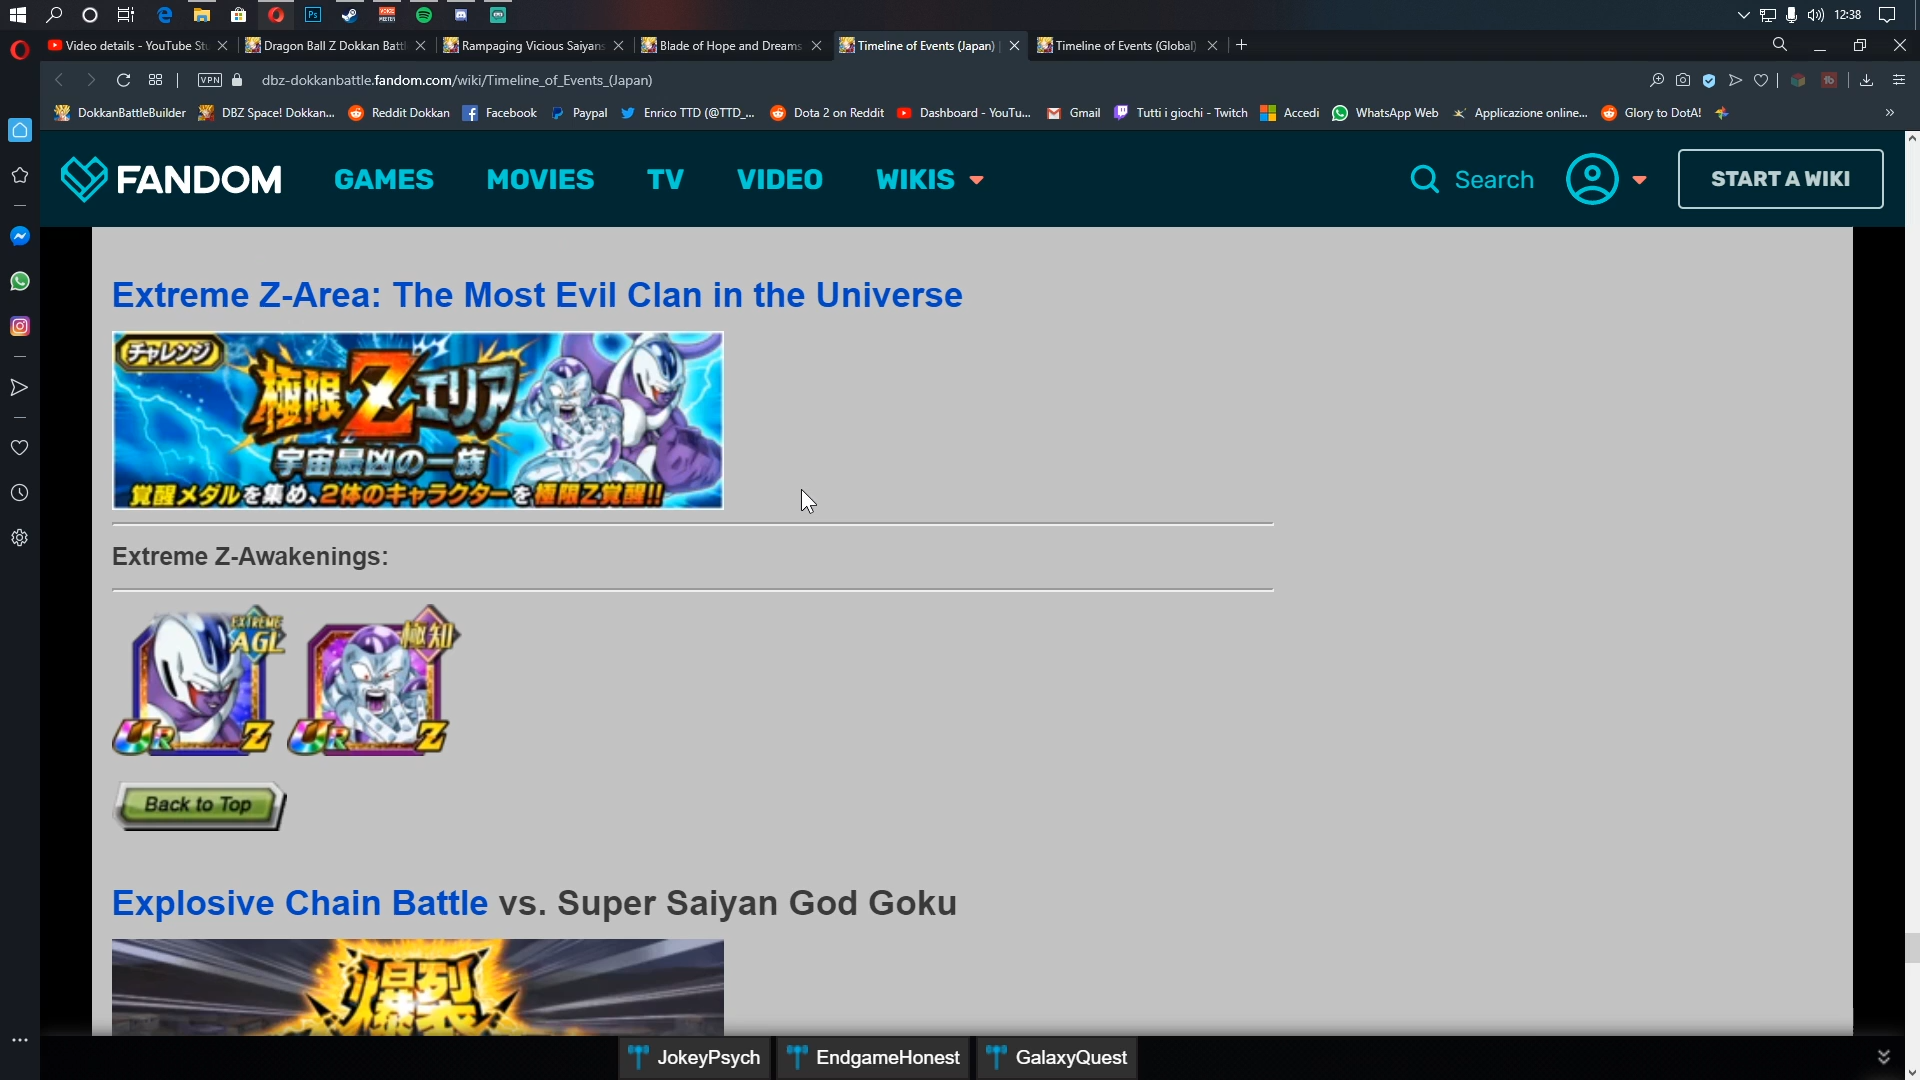 12:38
Video details - YouTube St
Dragon Ball Z Dokkan Batt
Rampaging Vicious Saiyans
Blade of Hope and Dreams
Timeline of Events (Japan)
Timeline of Events (Global)
VPN
dbz-dokkanbattle.fandom.com/wiki/Timeline_of_Events_(Japan)
DokkanBattleBuilder
DBZ Space! Dokkan...
Reddit Dokkan
Facebook
Paypal
Enrico TTD (@TTD_...
Dota 2 on Reddit
Dashboard - YouTu...
Gmail
Tutti i giochi - Twitch
Accedi
WhatsApp Web
Applicazione online...
Glory to DotA!
FANDOM
GAMES
MOVIES
TV
VIDEO
WIKIS
Search
START A WIKI
Extreme Z-Area: The Most Evil Clan in the Universe
チャレンジ
極限Zエリア
宇宙最凶の一族
覚醒メダルを集め、2体のキャラクターを極限Z覚醒!!
Extreme Z-Awakenings:
EXTREME
AGL
UR Z
極知
UR Z
Back to Top
Explosive Chain Battle vs. Super Saiyan God Goku
爆裂
JokeyPsych
EndgameHonest
GalaxyQuest